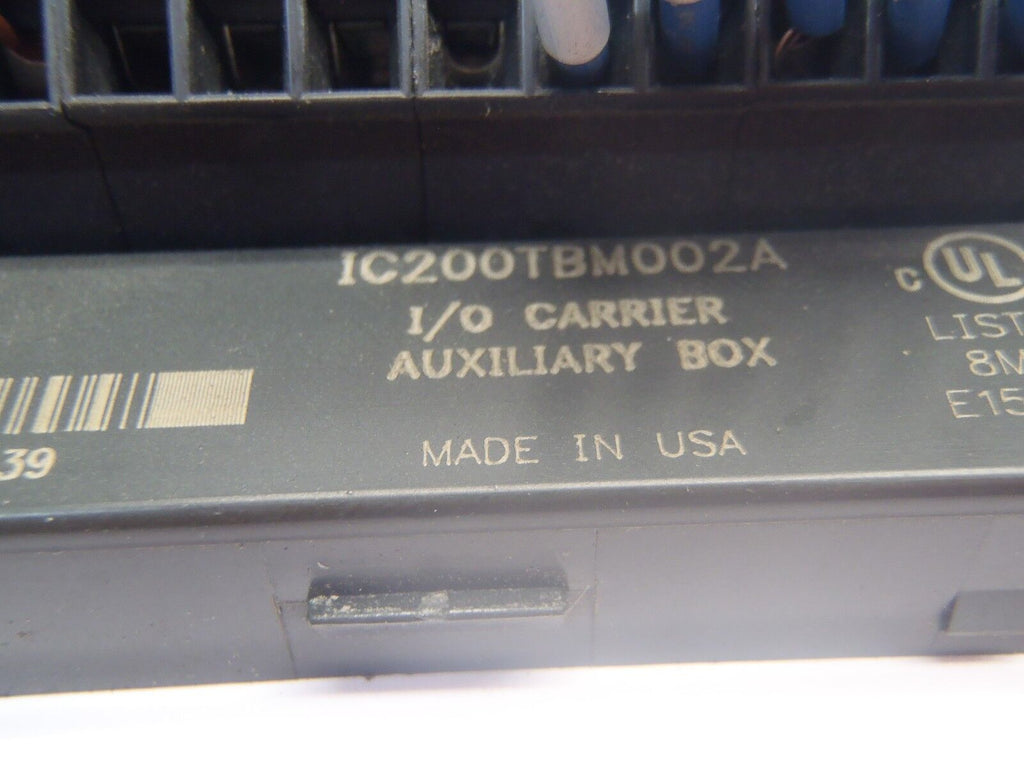 IC200TBM002A
I/O CARRIER
AUXILIARY BOX
MADE IN USA
39
C UL
LIST
8M
E15